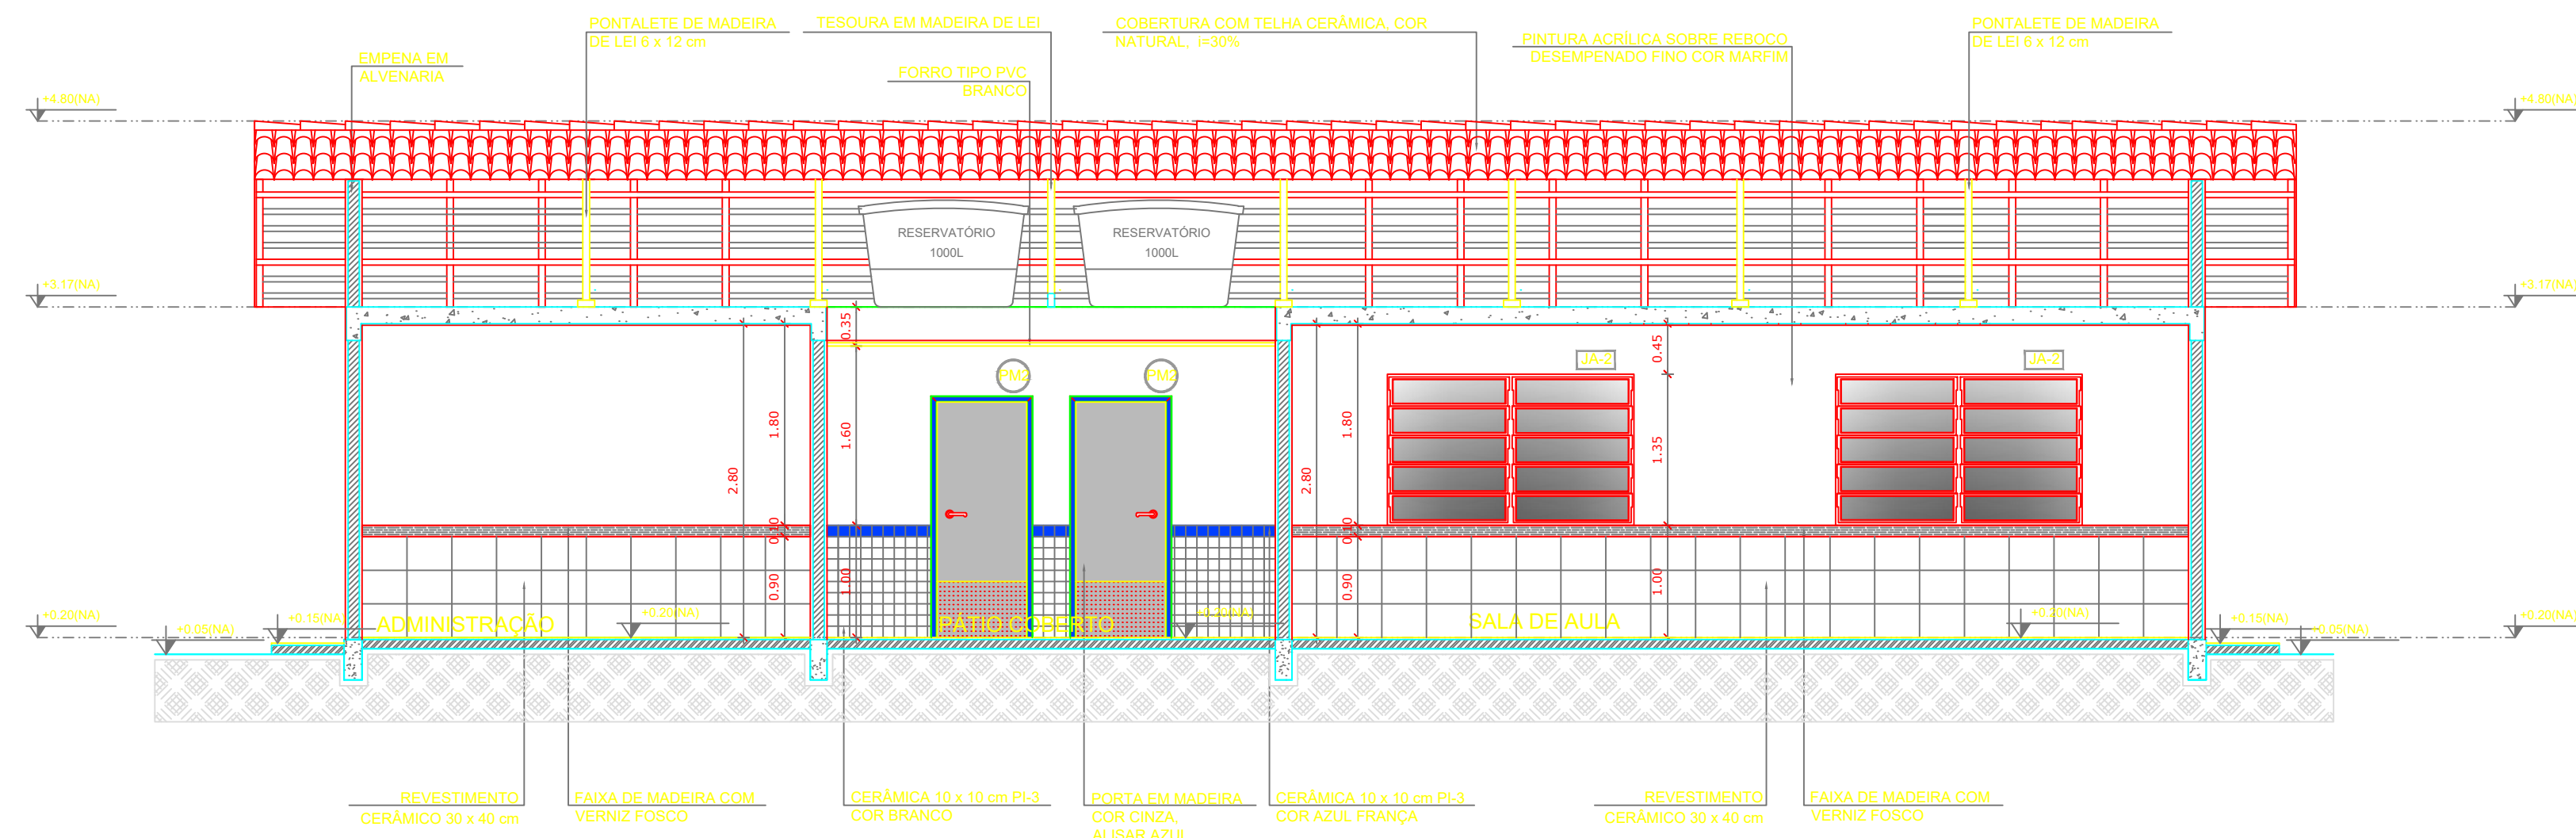 PONTALETE DE MADEIRA
DE LEI 6 x 12 cm
TESOURA EM MADEIRA DE LEI
COBERTURA COM TELHA CERÂMICA, COR
NATURAL, i=30%
PINTURA ACRÍLICA SOBRE REBOCO
DESEMPENADO FINO COR MARFIM
PONTALETE DE MADEIRA
DE LEI 6 x 12 cm
EMPENA EM
ALVENARIA
FORRO TIPO PVC
BRANCO
+4.80(NA)
+4.80(NA)
RESERVATÓRIO
1000L
RESERVATÓRIO
1000L
+3.17(NA)
+3.17(NA)
0.35
0.45
PM2
PM2
JA-2
JA-2
2.80
1.80
1.60
2.80
1.80
1.35
0.10
0.10
0.90
1.00
0.90
1.00
+0.20(NA)
+0.05(NA)
+0.15(NA)
ADMINISTRAÇÃO
+0.20(NA)
PÁTIO COBERTO
+0.20(NA)
SALA DE AULA
+0.20(NA)
+0.15(NA)
+0.05(NA)
+0.20(NA)
REVESTIMENTO
CERÂMICO 30 x 40 cm
FAIXA DE MADEIRA COM
VERNIZ FOSCO
CERÂMICA 10 x 10 cm PI-3
COR BRANCO
PORTA EM MADEIRA
COR CINZA,
ALISAR AZUL
CERÂMICA 10 x 10 cm PI-3
COR AZUL FRANÇA
REVESTIMENTO
CERÂMICO 30 x 40 cm
FAIXA DE MADEIRA COM
VERNIZ FOSCO